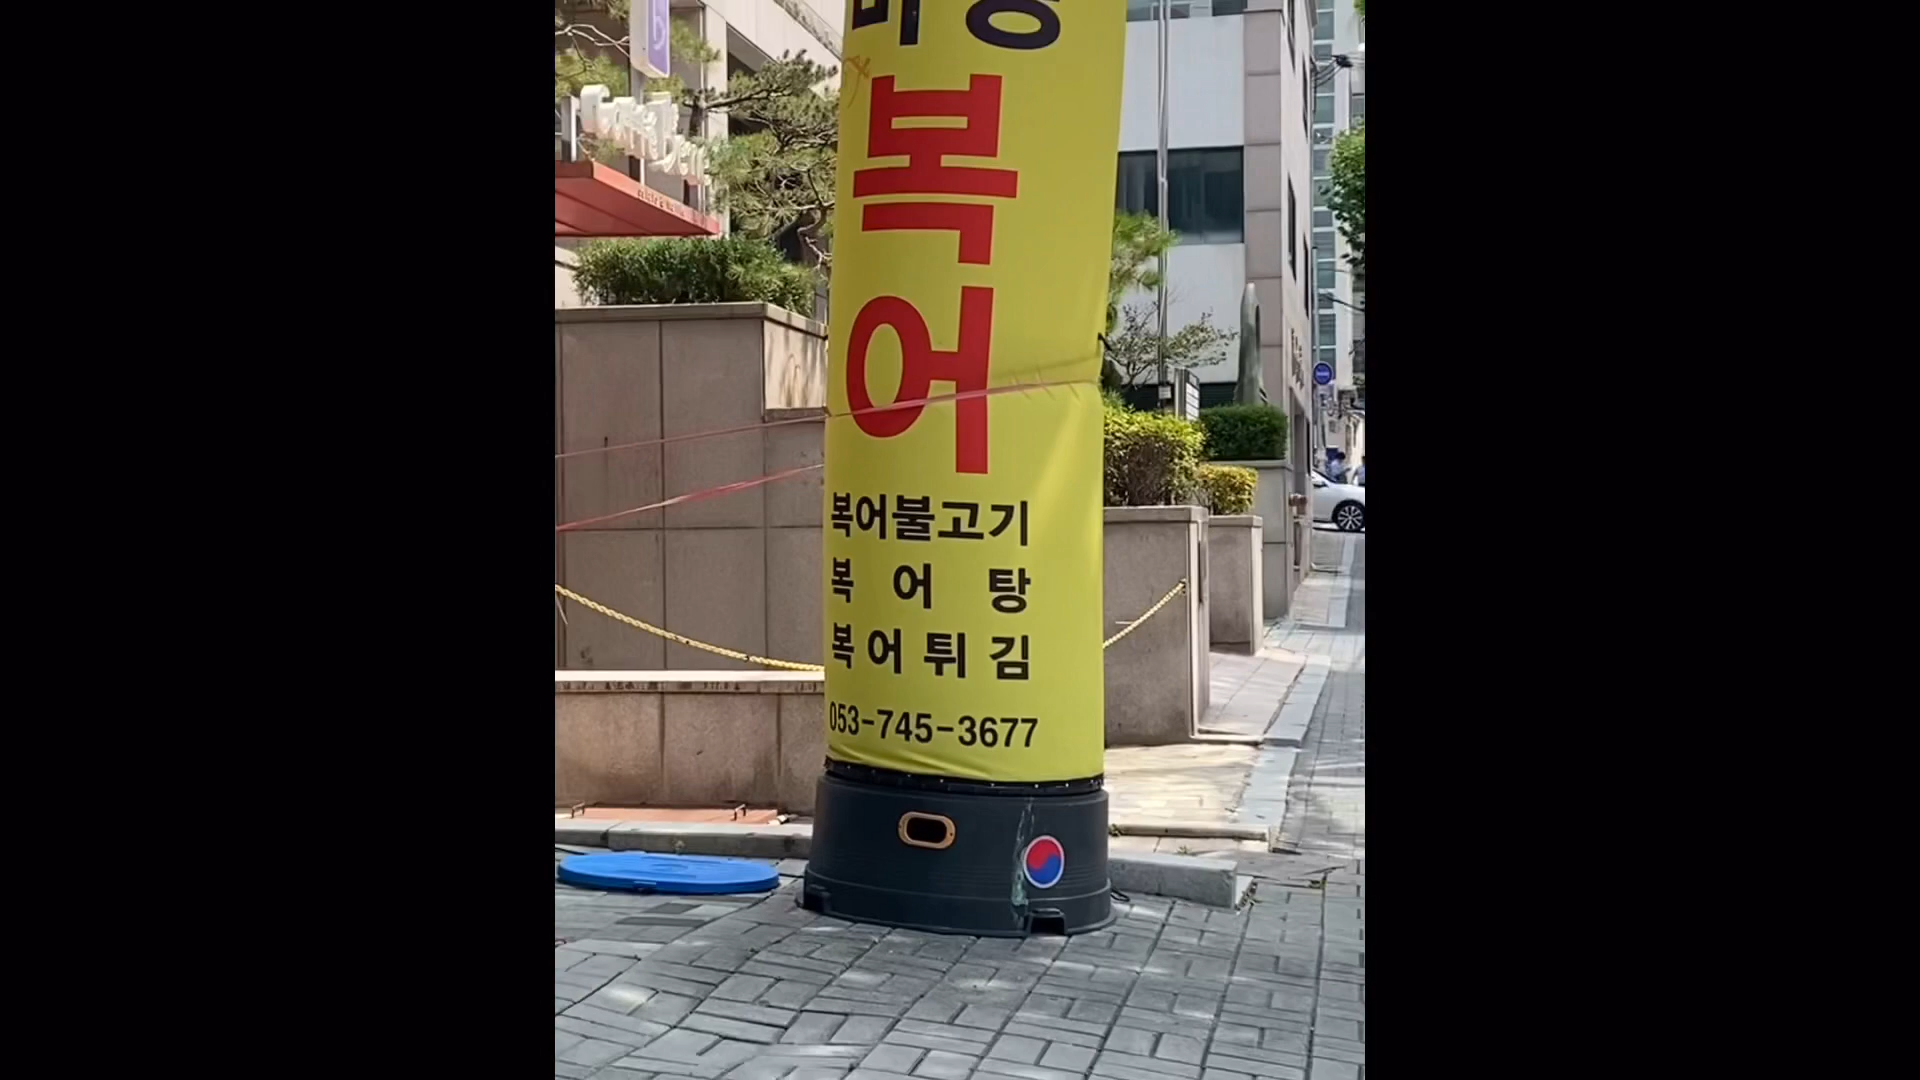 복
어
복어불고기
복 어 탕
복 어 튀 김
053-745-3677